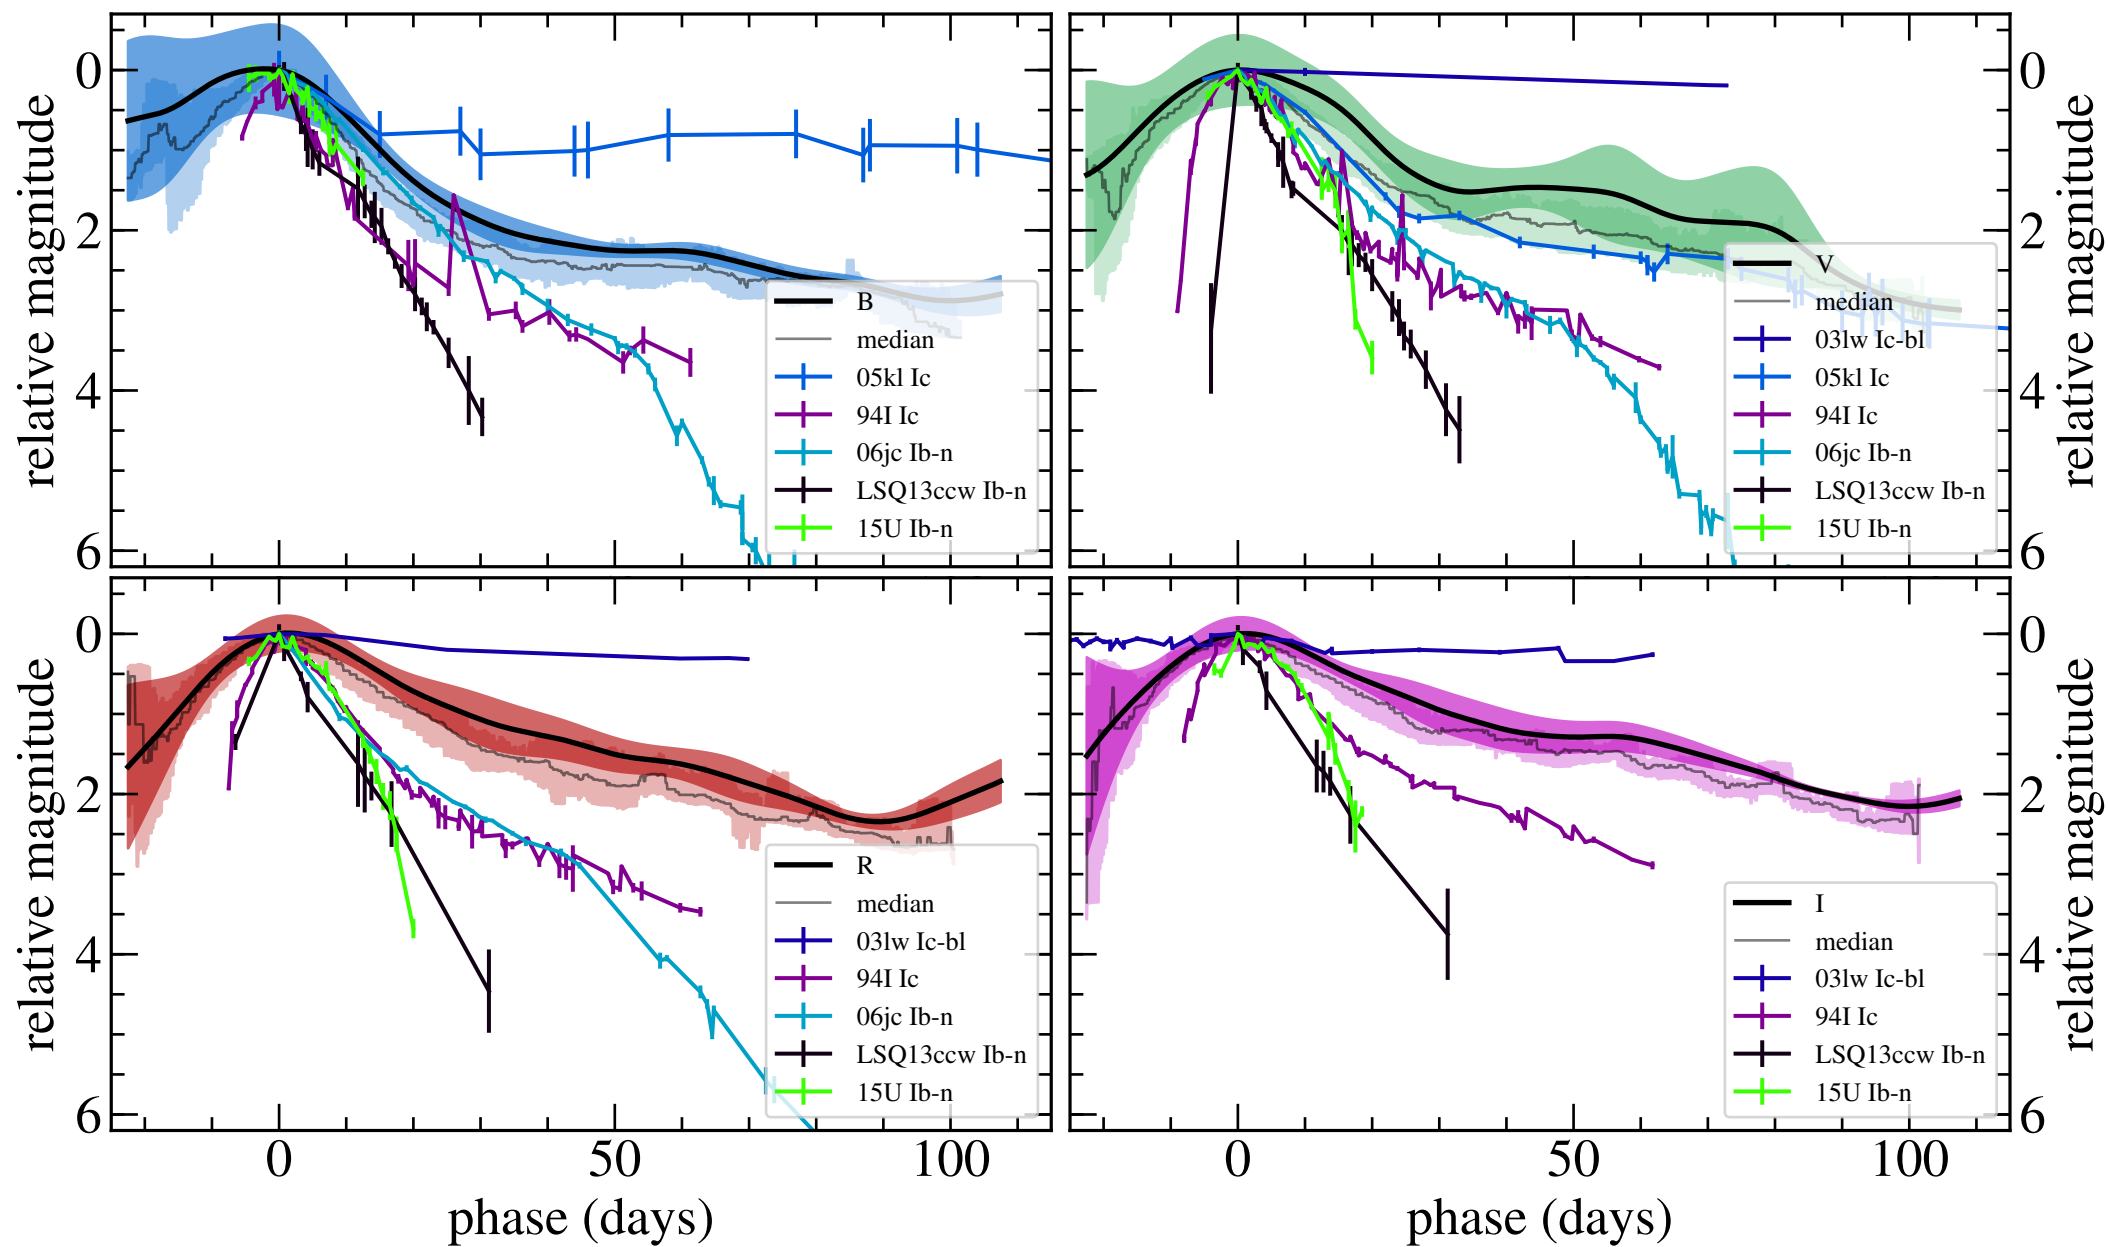 relative magnitude
0
2
4
6
B
median
05kl Ic
94I Ic
06jc Ib-n
LSQ13ccw Ib-n
15U Ib-n
V
median
03lw Ic-bl
05kl Ic
94I Ic
06jc Ib-n
LSQ13ccw Ib-n
15U Ib-n
0
2
4
6
relative magnitude
relative magnitude
0
2
4
6
R
median
03lw Ic-bl
94I Ic
06jc Ib-n
LSQ13ccw Ib-n
15U Ib-n
0 50 100
phase (days)
I
median
03lw Ic-bl
94I Ic
LSQ13ccw Ib-n
15U Ib-n
0
2
4
6
relative magnitude
0 50 100
phase (days)